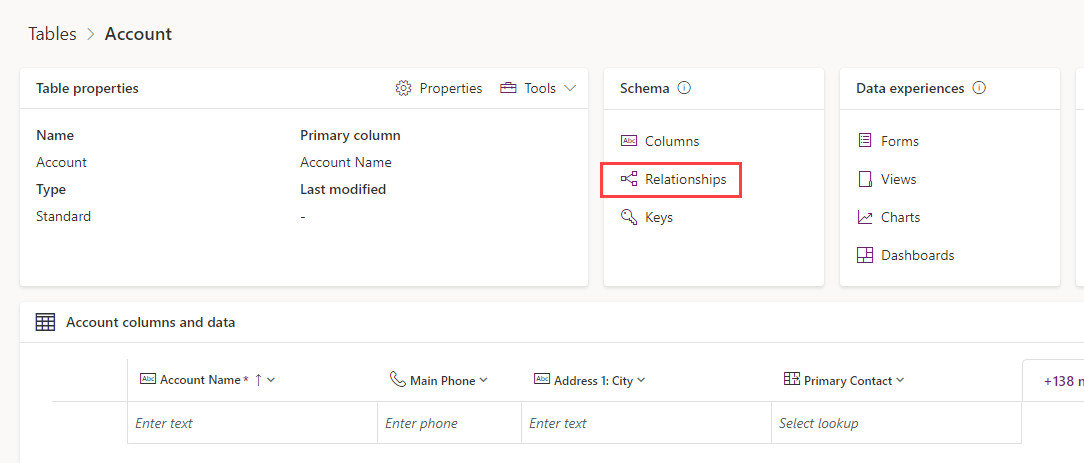 Tables > Account
Table properties
Properties
Tools
Name
Primary column
Account
Account Name
Type
Last modified
Standard
-
Schema
Columns
Relationships
Keys
Data experiences
Forms
Views
Charts
Dashboards
Account columns and data
Abc Account Name * ↑
Main Phone
Abc Address 1: City
Primary Contact
+138
Enter text
Enter phone
Enter text
Select lookup